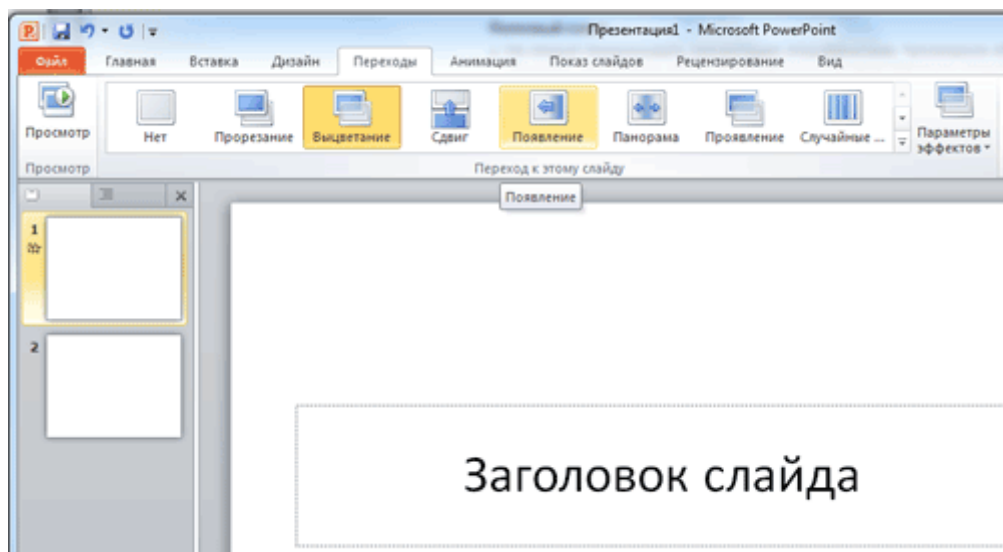 Презентация1 - Microsoft PowerPoint
Файл Главная Вставка Дизайн Переходы Анимация Показ слайдов Рецензирование Вид
Просмотр Нет Прорезание Выцветание Сдвиг Появление Панорама Проявление Случайные ... Параметры эффектов
Просмотр Переход к этому слайду
Появление
1
2
Заголовок слайда